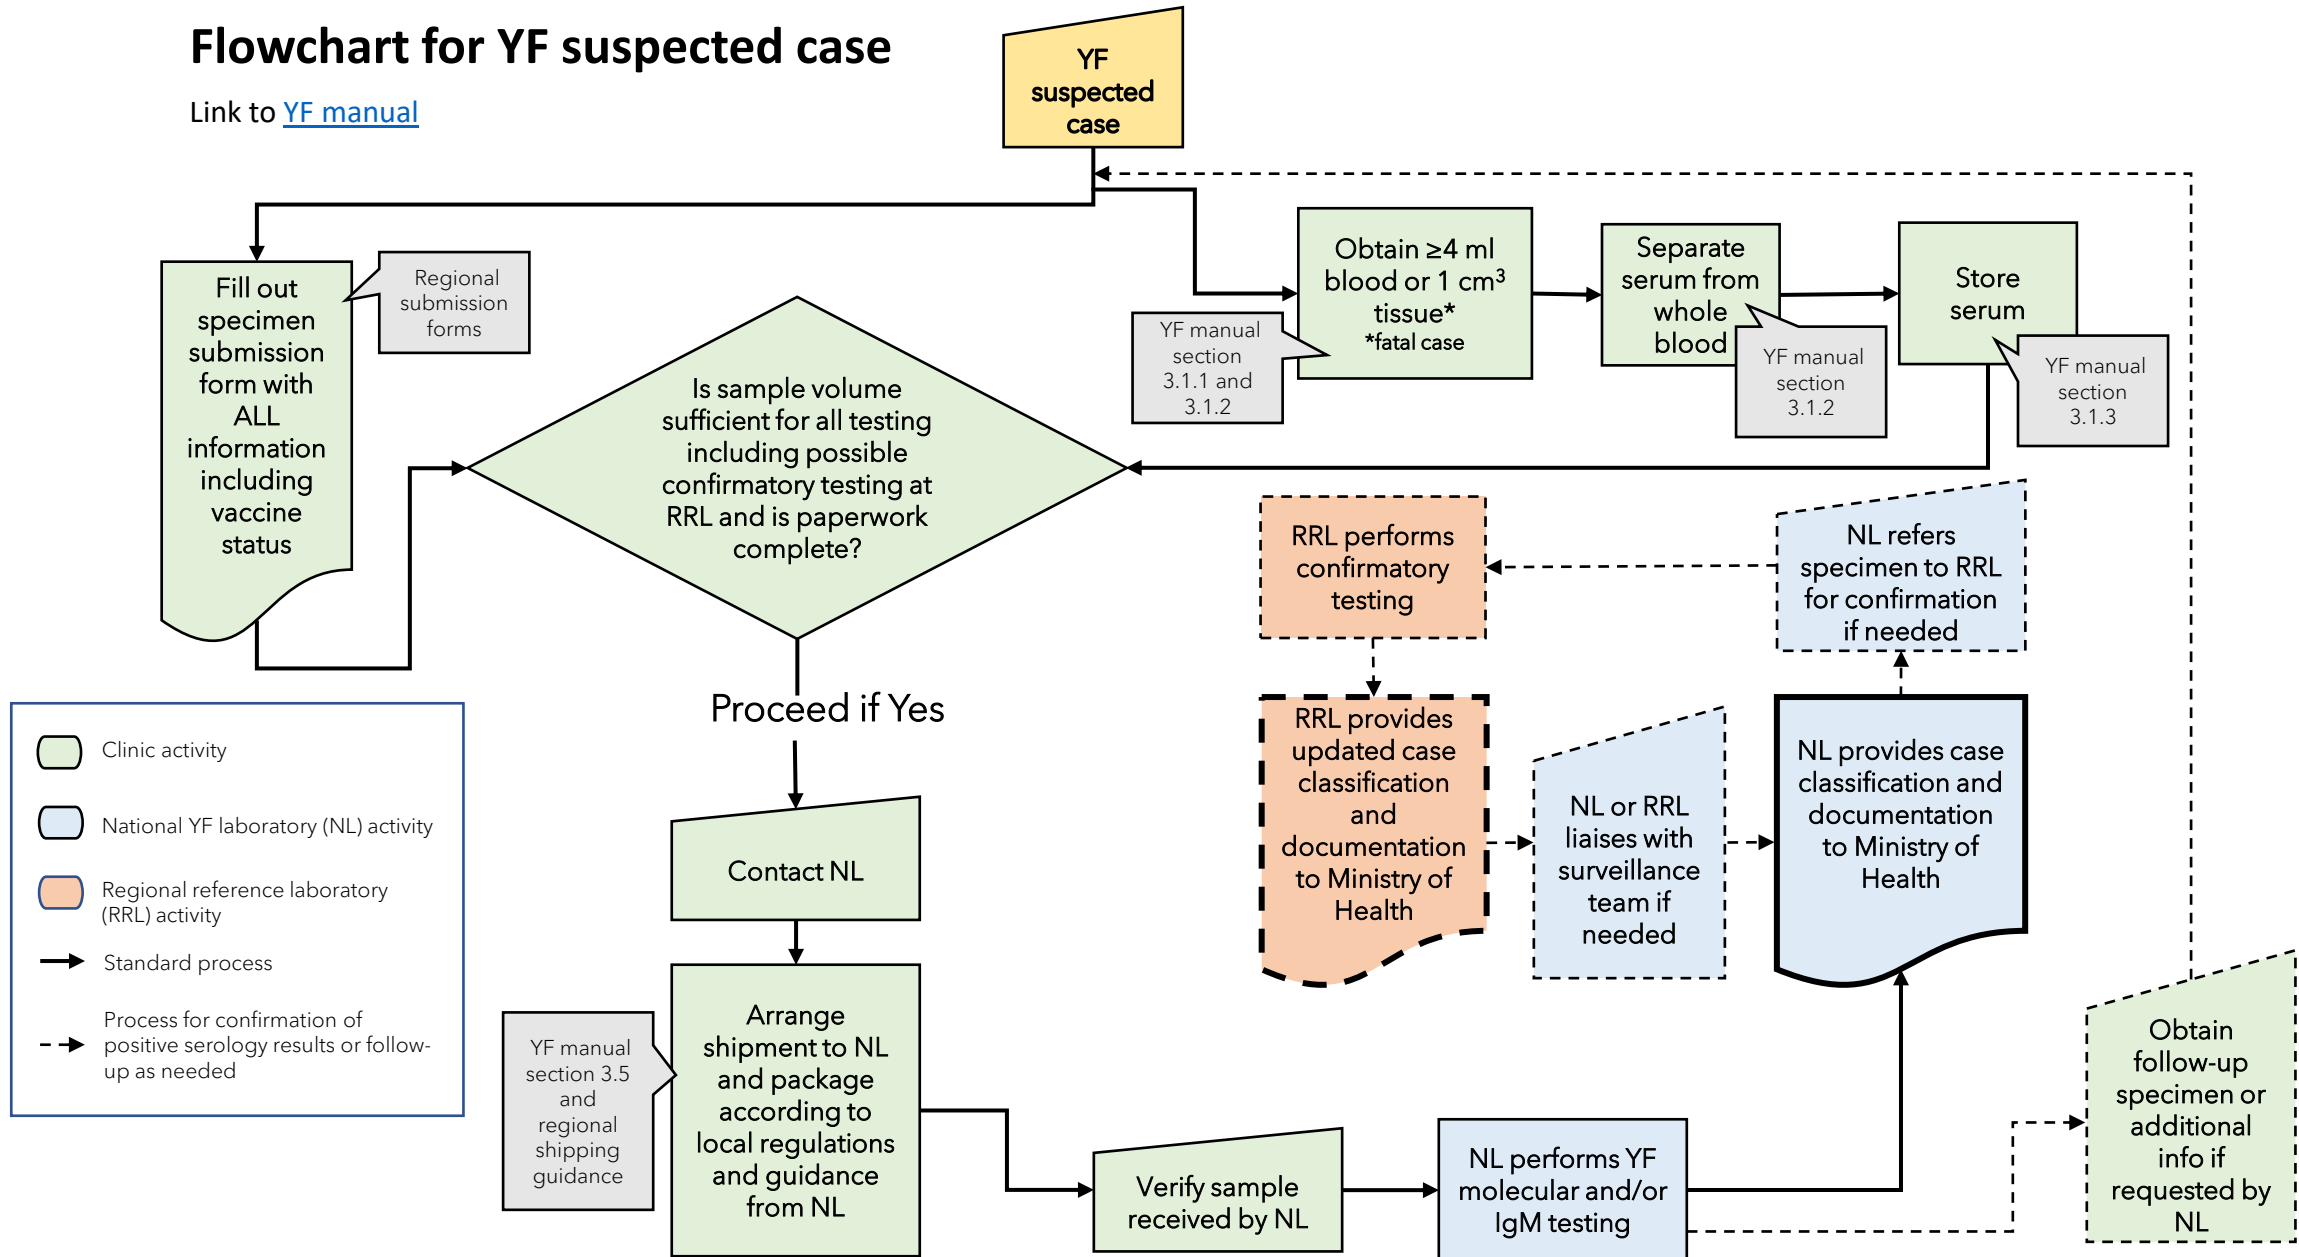 Flowchart for YF suspected case
Link to YF manual
YF
suspected
case
Fill out
specimen
submission
form with
ALL
information
including
vaccine
status
Regional
submission
forms
Obtain ≥4 ml
blood or 1 cm³
tissue*
*fatal case
YF manual
section
3.1.1 and
3.1.2
Separate
serum from
whole
blood
YF manual
section
3.1.2
Store
serum
YF manual
section
3.1.3
Is sample volume
sufficient for all testing
including possible
confirmatory testing at
RRL and is paperwork
complete?
Proceed if Yes
RRL performs
confirmatory
testing
NL refers
specimen to RRL
for confirmation
if needed
RRL provides
updated case
classification
and
documentation
to Ministry of
Health
NL or RRL
liaises with
surveillance
team if
needed
NL provides case
classification and
documentation
to Ministry of
Health
Clinic activity
National YF laboratory (NL) activity
Regional reference laboratory
(RRL) activity
Standard process
Process for confirmation of
positive serology results or follow-
up as needed
Contact NL
Arrange
shipment to NL
and package
according to
local regulations
and guidance
from NL
YF manual
section 3.5
and
regional
shipping
guidance
Verify sample
received by NL
NL performs YF
molecular and/or
IgM testing
Obtain
follow-up
specimen or
additional
info if
requested by
NL